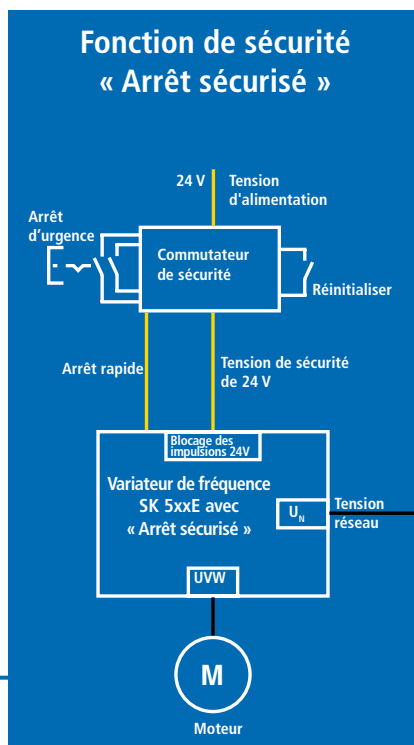 Fonction de sécurité
« Arrêt sécurisé »
24 V
Tension
d'alimentation
Arrêt
d’urgence
Commutateur
de sécurité
Réinitialiser
Arrêt rapide
Tension de sécurité
de 24 V
Blocage des
impulsions 24V
Variateur de fréquence
SK 5xxE avec
« Arrêt sécurisé »
UN
Tension
réseau
UVW
M
Moteur